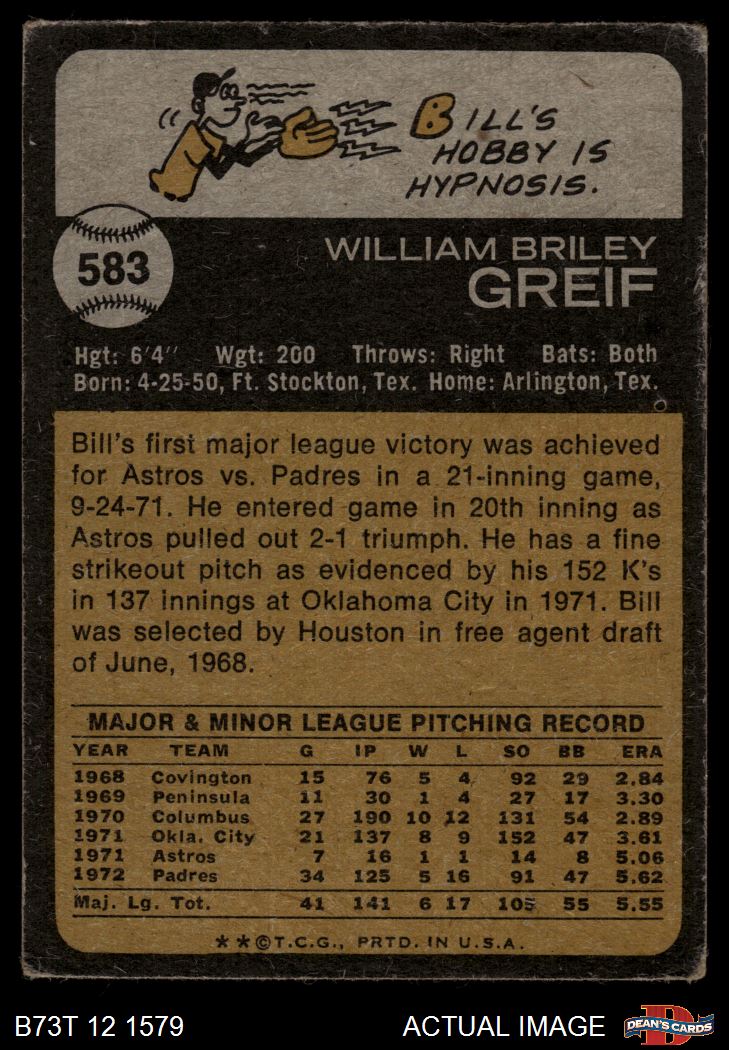 BILL'S
HOBBY IS
HYPNOSIS.
583
WILLIAM BRILEY
GREIF
Hgt: 6'4" Wgt: 200 Throws: Right Bats: Both
Born: 4-25-50, Ft. Stockton, Tex. Home: Arlington, Tex.
Bill's first major league victory was achieved
for Astros vs. Padres in a 21-inning game,
9-24-71. He entered game in 20th inning as
Astros pulled out 2-1 triumph. He has a fine
strikeout pitch as evidenced by his 152 K's
in 137 innings at Oklahoma City in 1971. Bill
was selected by Houston in free agent draft
of June, 1968.
MAJOR & MINOR LEAGUE PITCHING RECORD
YEAR TEAM G IP W L SO BB ERA
1968 Covington 15 76 5 4 92 29 2.84
1969 Peninsula 11 30 1 4 27 17 3.30
1970 Columbus 27 190 10 12 131 54 2.89
1971 Okla. City 21 137 8 9 152 47 3.61
1971 Astros 7 16 1 1 14 8 5.06
1972 Padres 34 125 5 16 91 47 5.62
Maj. Lg. Tot. 41 141 6 17 105 55 5.55
**©T.C.G., PRTD. IN U.S.A.
B73T 12 1579 ACTUAL IMAGE
DEAN'S CARDS